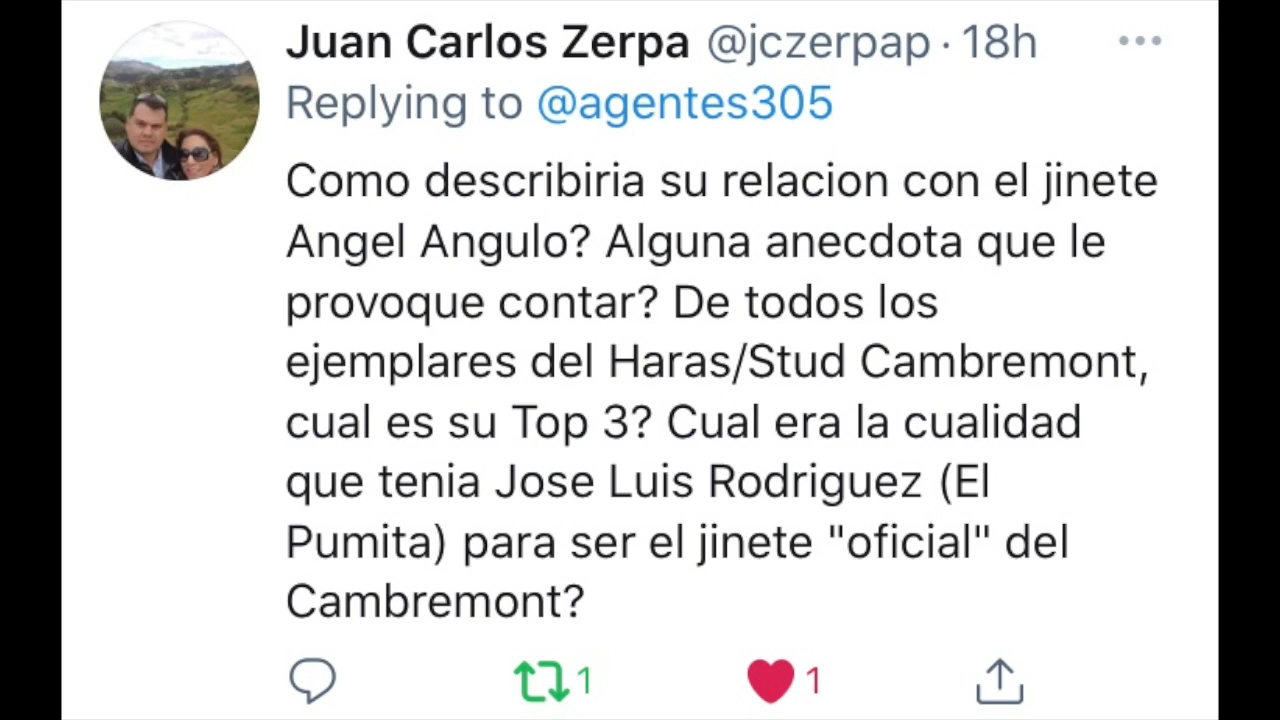 Juan Carlos Zerpa @jczerpap · 18h
Replying to @agentes305
Como describiria su relacion con el jinete
Angel Angulo? Alguna anecdota que le
provoque contar? De todos los
ejemplares del Haras/Stud Cambremont,
cual es su Top 3? Cual era la cualidad
que tenia Jose Luis Rodriguez (El
Pumita) para ser el jinete "oficial" del
Cambremont?
1 1